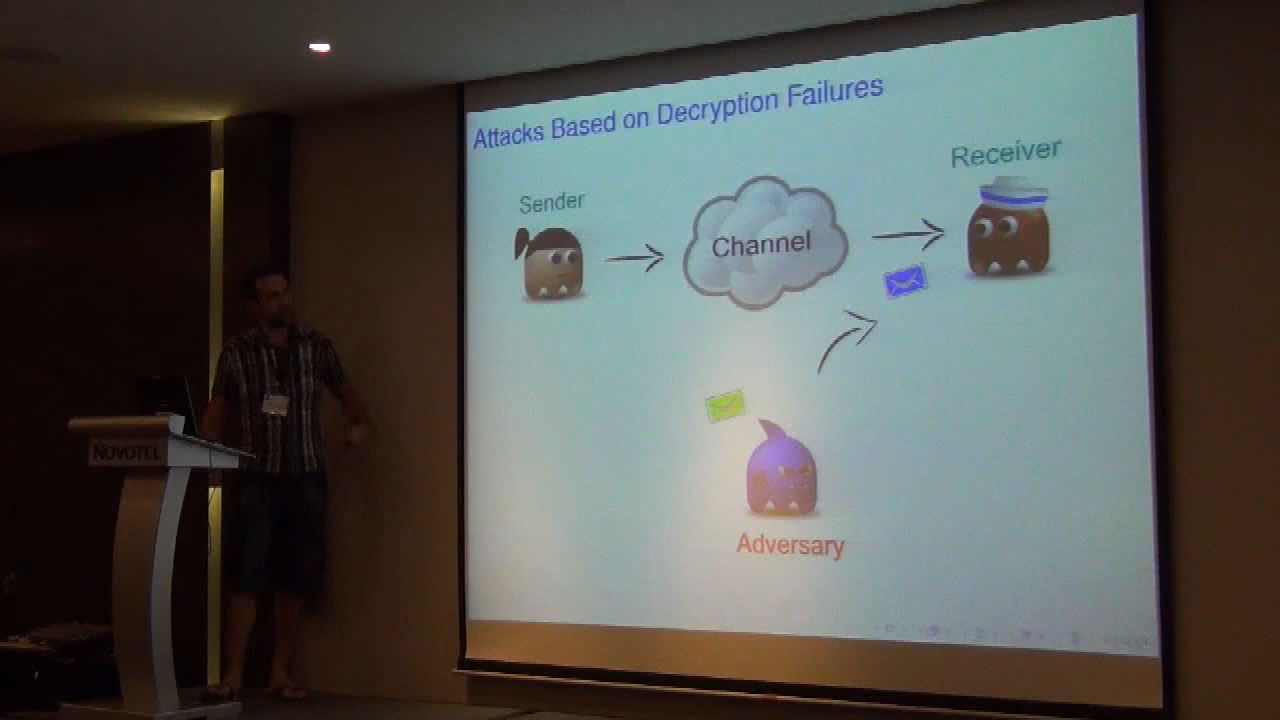 Attacks Based on Decryption Failures
Receiver
Sender
Channel
Adversary
NOVOTEL